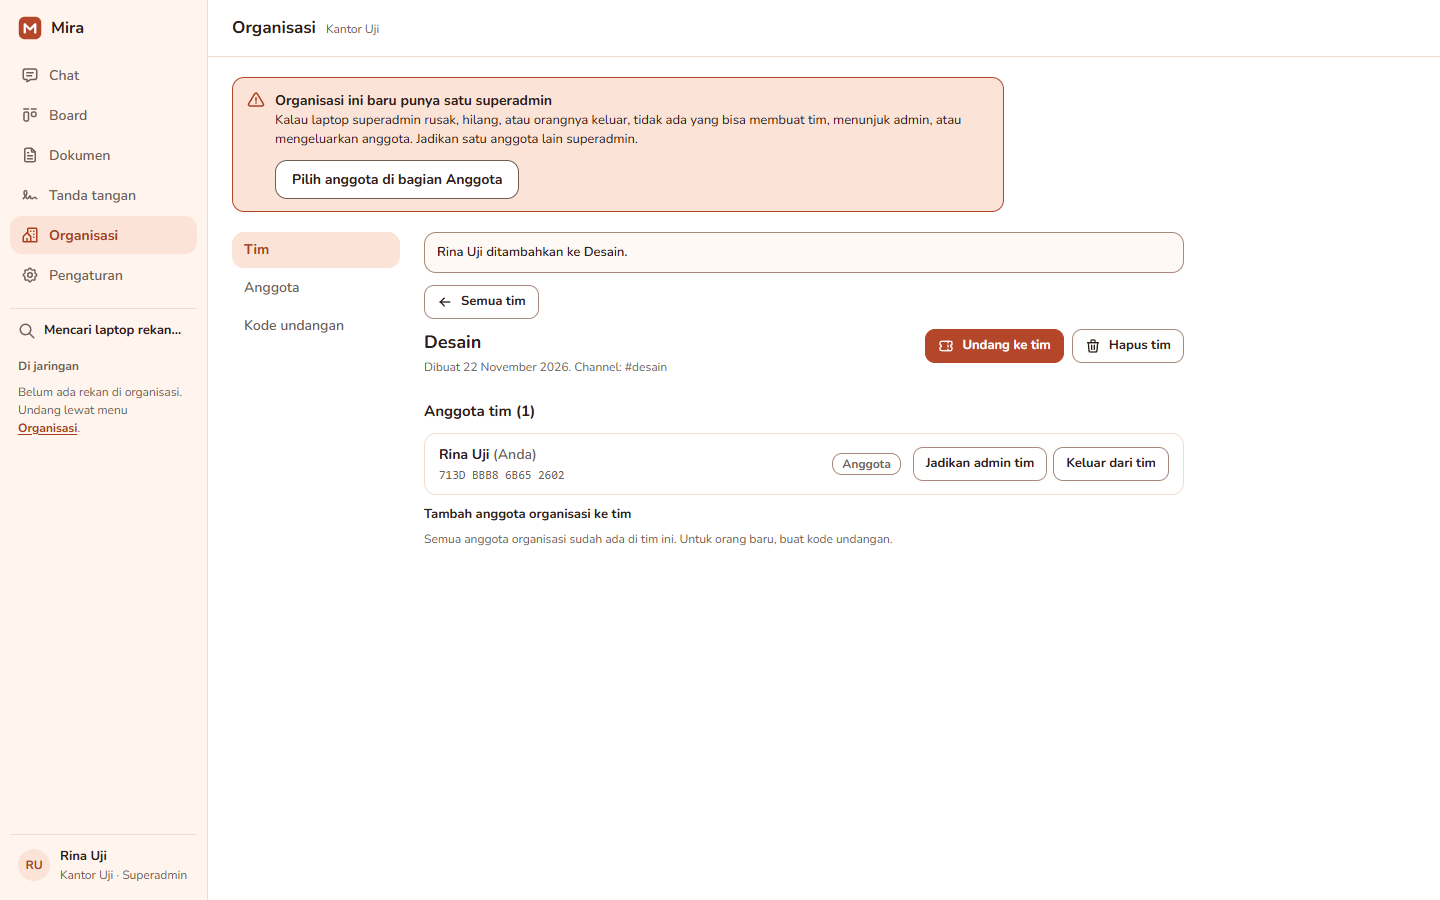 Mira
Chat
Board
Dokumen
Tanda tangan
Organisasi
Pengaturan
Mencari laptop rekan...
Di jaringan
Belum ada rekan di organisasi.
Undang lewat menu
Organisasi.
RU
Rina Uji
Kantor Uji · Superadmin
Organisasi Kantor Uji
Organisasi ini baru punya satu superadmin
Kalau laptop superadmin rusak, hilang, atau orangnya keluar, tidak ada yang bisa membuat tim, menunjuk admin, atau
mengeluarkan anggota. Jadikan satu anggota lain superadmin.
Pilih anggota di bagian Anggota
Tim
Anggota
Kode undangan
Rina Uji ditambahkan ke Desain.
Semua tim
Desain
Undang ke tim
Hapus tim
Dibuat 22 November 2026. Channel: #desain
Anggota tim (1)
Rina Uji (Anda)
713D BBB8 6B65 2602
Anggota
Jadikan admin tim
Keluar dari tim
Tambah anggota organisasi ke tim
Semua anggota organisasi sudah ada di tim ini. Untuk orang baru, buat kode undangan.